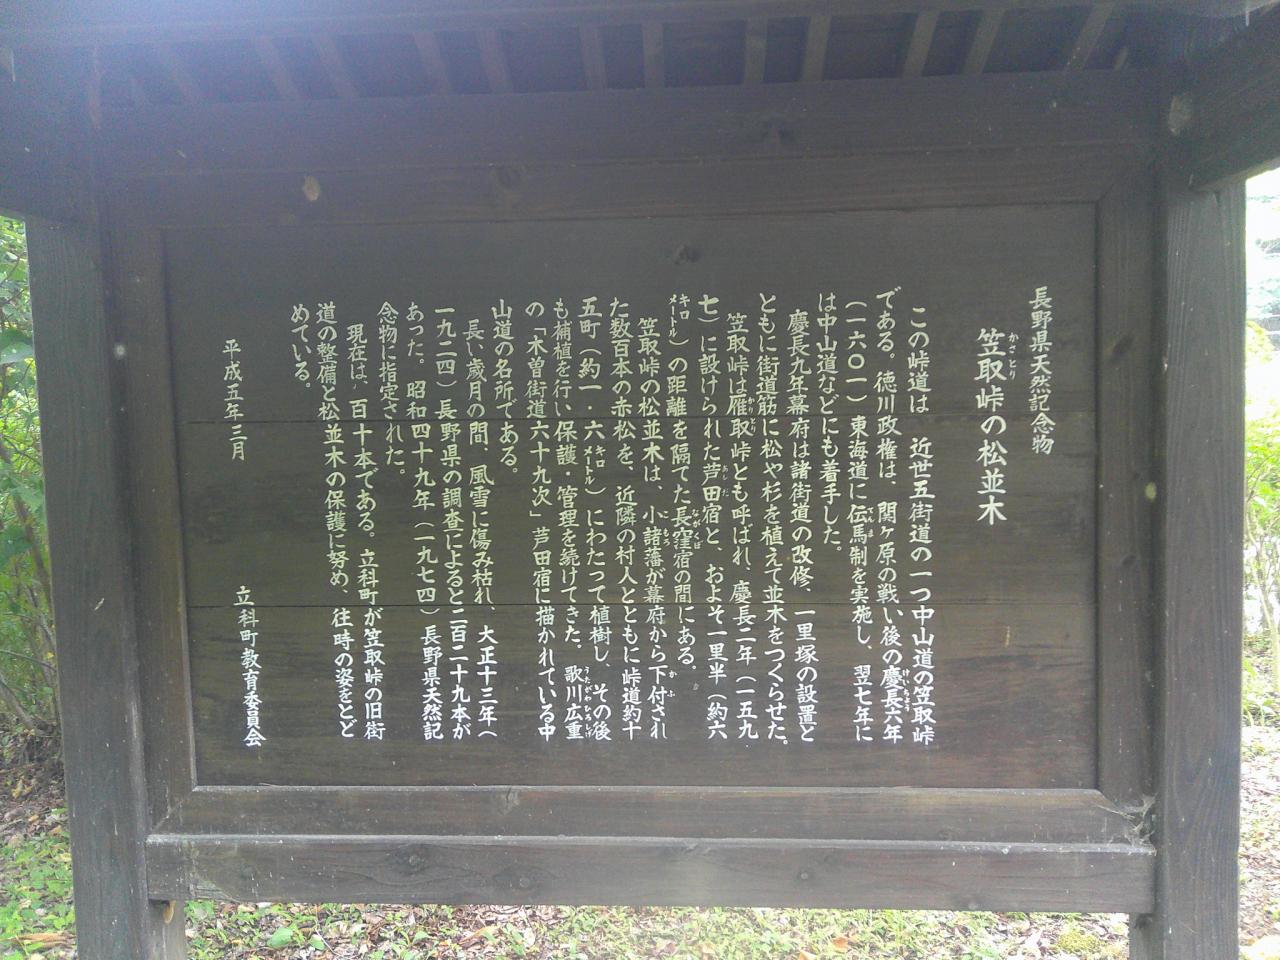 長野県天然記念物
笠取峠の松並木
この峠道は 近世五街道の一つ中山道の笠取峠
である。徳川政権は、関ヶ原の戦い後の慶長六年
(一六〇一)東海道に伝馬制を実施し、翌七年に
は中山道などにも着手した。
慶長九年幕府は諸街道の改修、一里塚の設置と
ともに街道筋に松や杉を植えて並木をつくらせた。
笠取峠は雁取峠とも呼ばれ、慶長二年(一五九
七)に設けられた芦田宿と、およそ一里半(約六
キロメートル)の距離を隔てた長窪宿の間にある。
笠取峠の松並木は、小諸藩が幕府から下付され
た数百本の赤松を、近隣の村人とともに峠道約十
五町(約一・六キロメートル)にわたって植樹し、その後
も補植を行い保護・管理を続けてきた。歌川広重
の「木曽街道六十九次」芦田宿に描かれている中
山道の名所である。
長い歳月の間、風雪に傷み枯れ、大正十三年(
一九二四)長野県の調査によると二百二十九本が
あった。昭和四十九年(一九七四)長野県天然記
念物に指定された。
現在は、百十本である。立科町が笠取峠の旧街
道の整備と松並木の保護に努め、往時の姿をとど
めている。
平成五年三月
立科町教育委員会